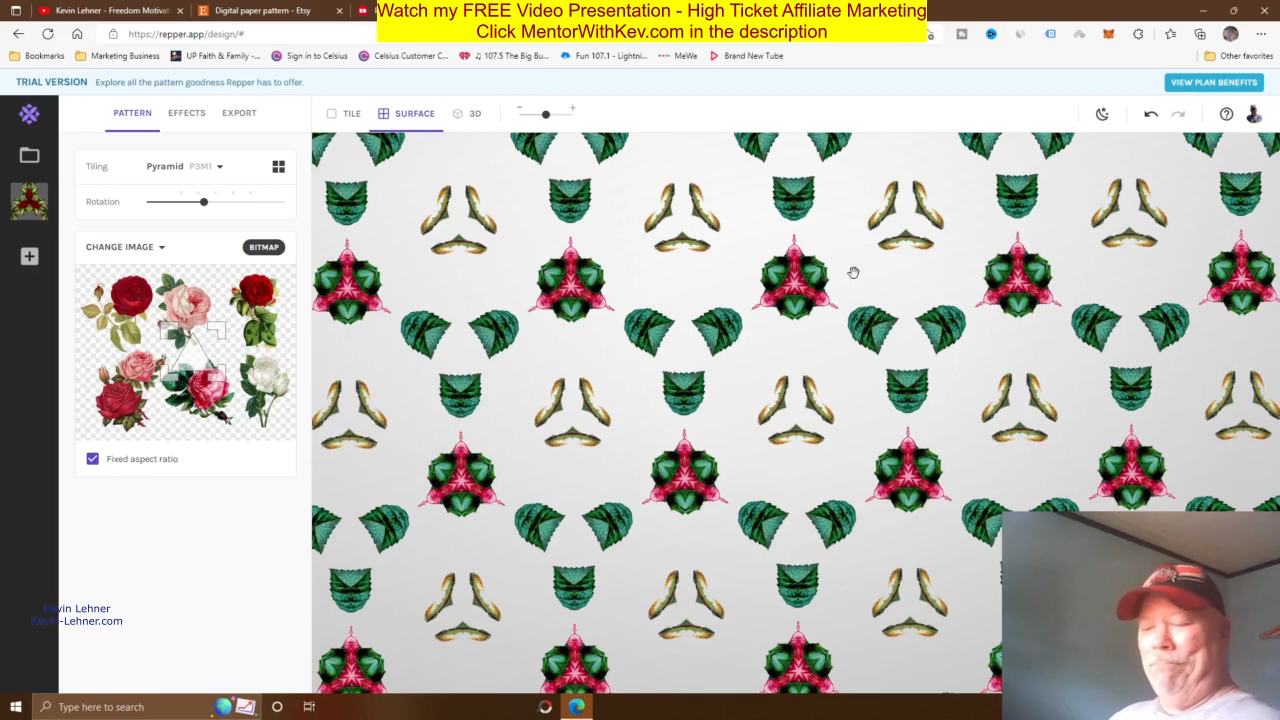 Kevin Lehner - Freedom Motivat
Digital paper pattern - Etsy
Watch my FREE Video Presentation - High Ticket Affiliate Marketing
Click MentorWithKev.com in the description
https://repper.app/design/#
Bookmarks
Marketing Business
UP Faith & Family -...
Sign in to Celsius
Celsius Customer C...
♫ 107.5 The Big Bu...
Fun 107.1 - Lightni...
MeWe
Brand New Tube
Other favorites
TRIAL VERSION Explore all the pattern goodness Repper has to offer.
VIEW PLAN BENEFITS
PATTERN EFFECTS EXPORT
TILE SURFACE 3D
- +
Tiling Pyramid P3M1
Rotation
CHANGE IMAGE BITMAP
Fixed aspect ratio
Kevin Lehner
Kevin-Lehner.com
Type here to search